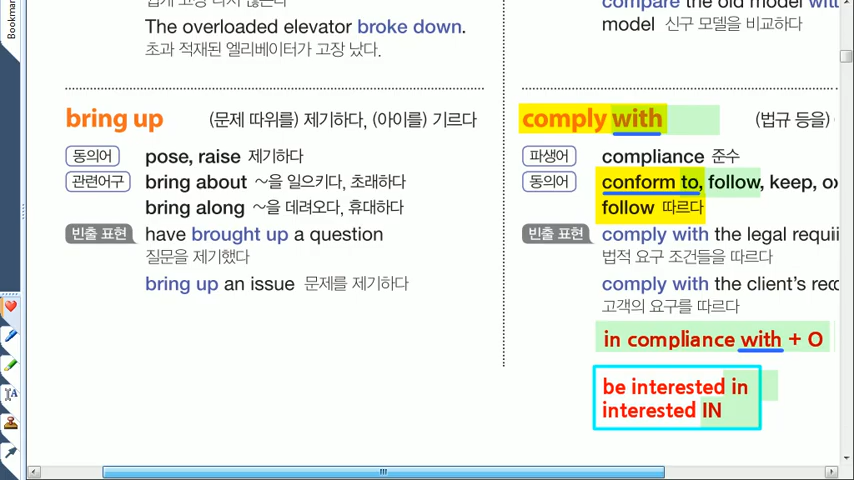 Bookmar
The overloaded elevator broke down.
초과 적재된 엘리베이터가 고장 났다.
bring up (문제 따위를) 제기하다, (아이를) 기르다
동의어 pose, raise 제기하다
관련어구 bring about ~을 일으키다, 초래하다
bring along ~을 데려오다, 휴대하다
빈출 표현 have brought up a question
질문을 제기했다
bring up an issue 문제를 제기하다
compare the old model wit
model 신구 모델을 비교하다
comply with (법규 등을)
파생어 compliance 준수
동의어 conform to, follow, keep, o
follow 따르다
빈출 표현 comply with the legal requi
법적 요구 조건들을 따르다
comply with the client's rec
고객의 요구를 따르다
in compliance with + O
be interested in
interested IN